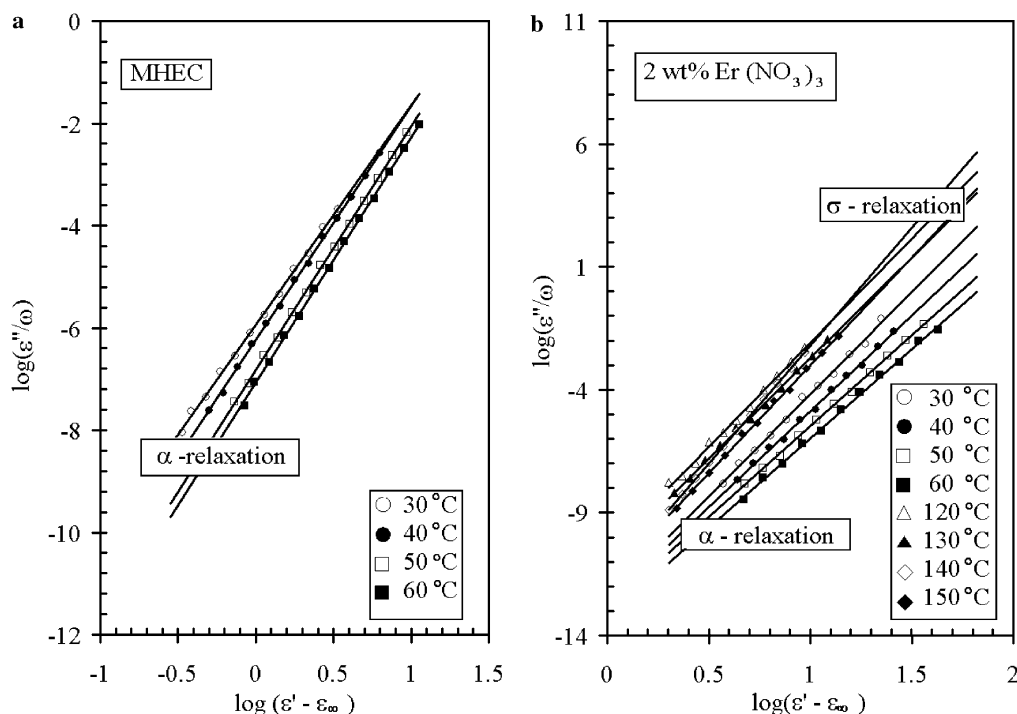 a
0
-2
-4
-6
-8
-10
-12
-1
-0.5
0
0.5
1
1.5
log(ε''/ω)
log (ε' - ε∞ )
MHEC
α -relaxation
30 °C
40 °C
50 °C
60 °C
b
11
6
1
-4
-9
-14
0
0.5
1
1.5
2
log(ε''/ω)
log(ε' - ε∞ )
2 wt% Er (NO3)3
σ - relaxation
α - relaxation
30 °C
40 °C
50 °C
60 °C
120°C
130°C
140°C
150°C